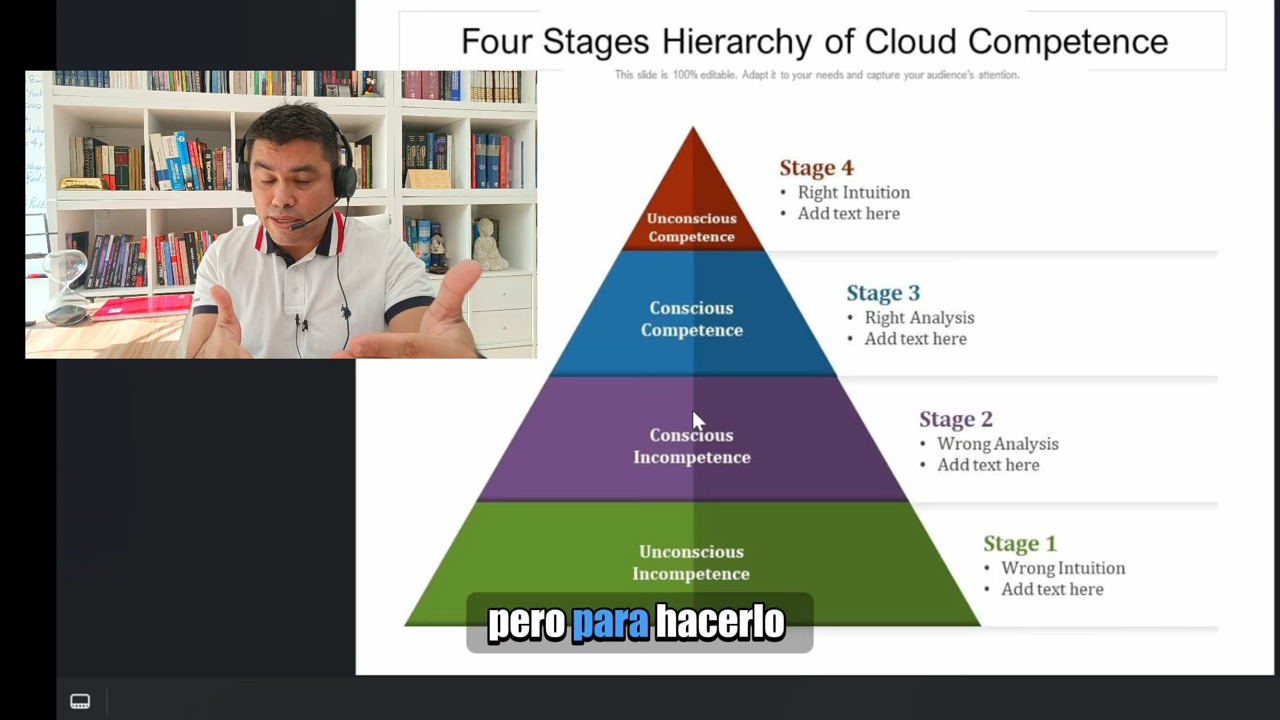 Four Stages Hierarchy of Cloud Competence
This slide is 100% editable. Adapt it to your needs and capture your audience's attention.
Stage 4
• Right Intuition
• Add text here
Unconscious
Competence
Stage 3
• Right Analysis
• Add text here
Conscious
Competence
Stage 2
• Wrong Analysis
• Add text here
Conscious
Incompetence
Stage 1
• Wrong Intuition
• Add text here
Unconscious
Incompetence
pero para hacerlo